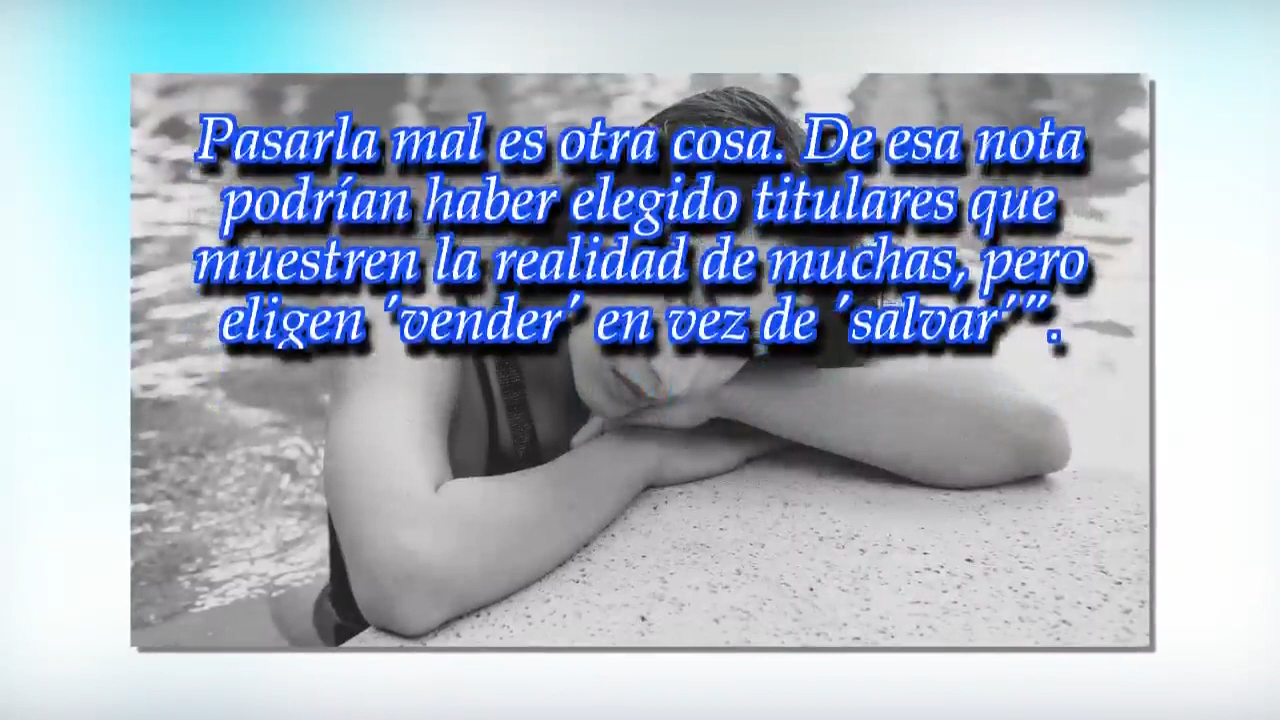 Pasarla mal es otra cosa. De esa nota
podrían haber elegido titulares que
muestren la realidad de muchas, pero
eligen 'vender' en vez de 'salvar'".